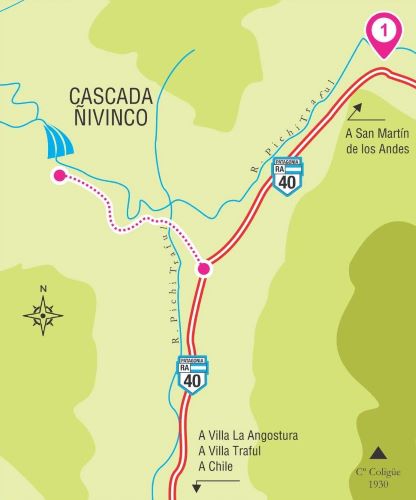 1
CASCADA
ÑIVINCO
R. Pichi Traful
A San Martín
de los Andes
PATAGONIA
RA
40
N
R. Pichi Traful
PATAGONIA
RA
40
A Villa La Angostura
A Villa Traful
A Chile
Cº Coligüe
1930